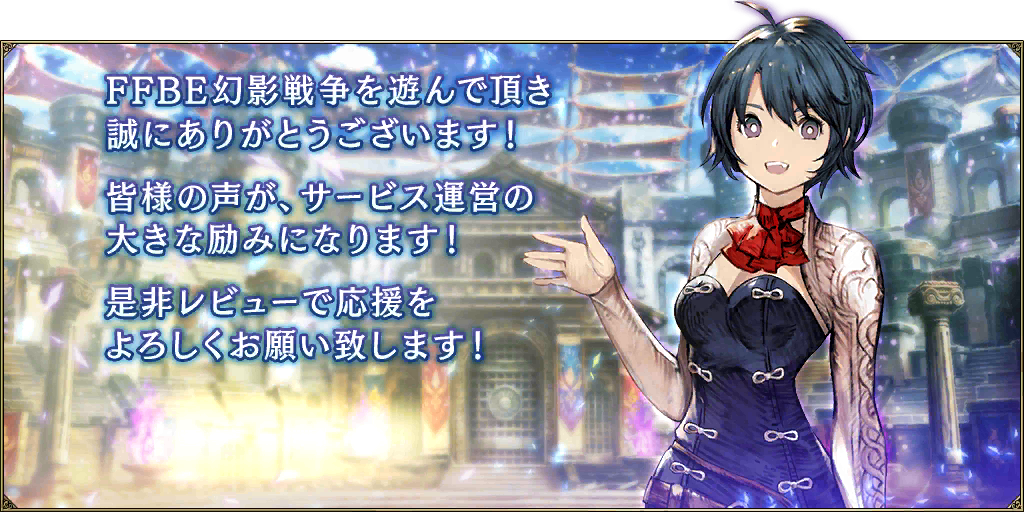 FFBE幻影戦争を遊んで頂き
誠にありがとうございます!
皆様の声が、サービス運営の
大きな励みになります!
是非レビューで応援を
よろしくお願い致します!